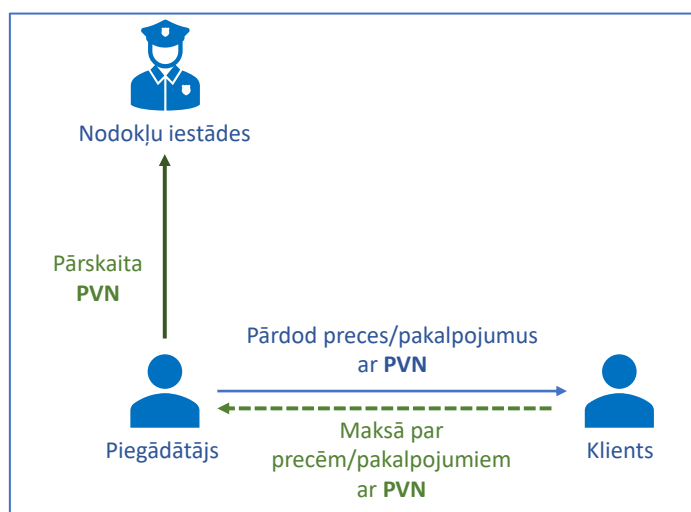 Nodokļu iestādes
Pārskaita
PVN
Pārdod preces/pakalpojumus
ar PVN
Piegādātājs
Maksā par
precēm/pakalpojumiem
ar PVN
Klients